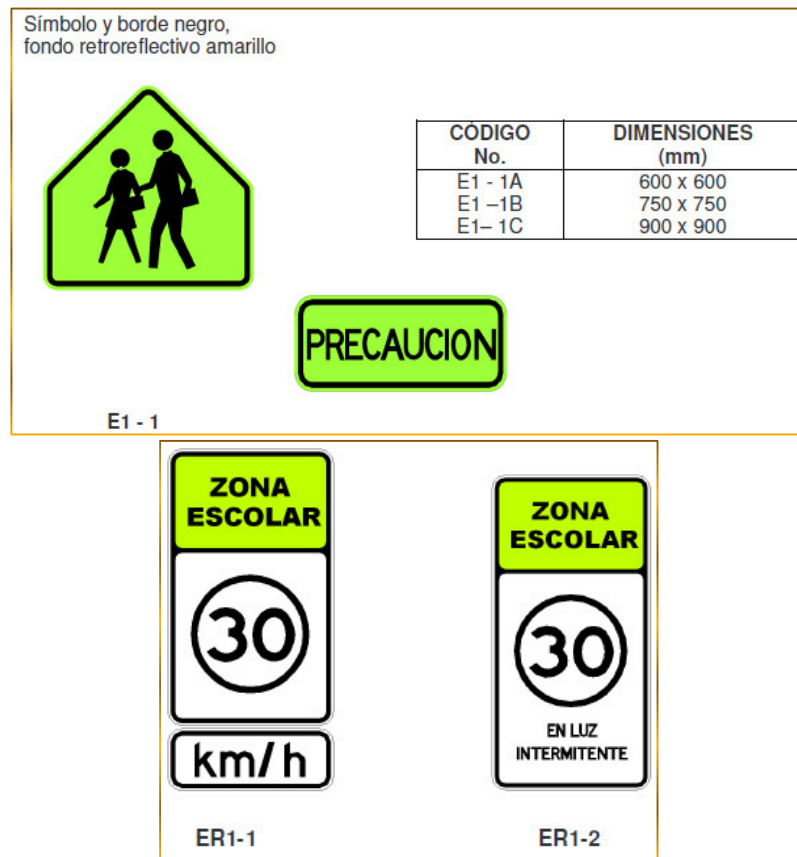 Símbolo y borde negro,
fondo retroreflectivo amarillo
CÓDIGO
No.
DIMENSIONES
(mm)
E1 - 1A 600 x 600
E1 –1B 750 x 750
E1– 1C 900 x 900
PRECAUCION
E1 - 1
ZONA
ESCOLAR
30
km/h
ER1-1
ZONA
ESCOLAR
30
EN LUZ
INTERMITENTE
ER1-2